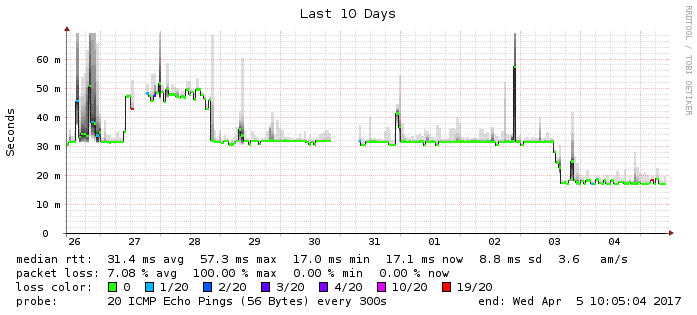 Last 10 Days
RRDTOOL / TOBI OETIKER
Seconds
60 m
50 m
40 m
30 m
20 m
10 m
0
26 27 28 29 30 31 01 02 03 04
median rtt: 31.4 ms avg 57.3 ms max 17.0 ms min 17.1 ms now 8.8 ms sd 3.6 am/s
packet loss: 7.08 % avg 100.00 % max 0.00 % min 0.00 % now
loss color: 0 1/20 2/20 3/20 4/20 10/20 19/20
probe: 20 ICMP Echo Pings (56 Bytes) every 300s end: Wed Apr 5 10:05:04 2017